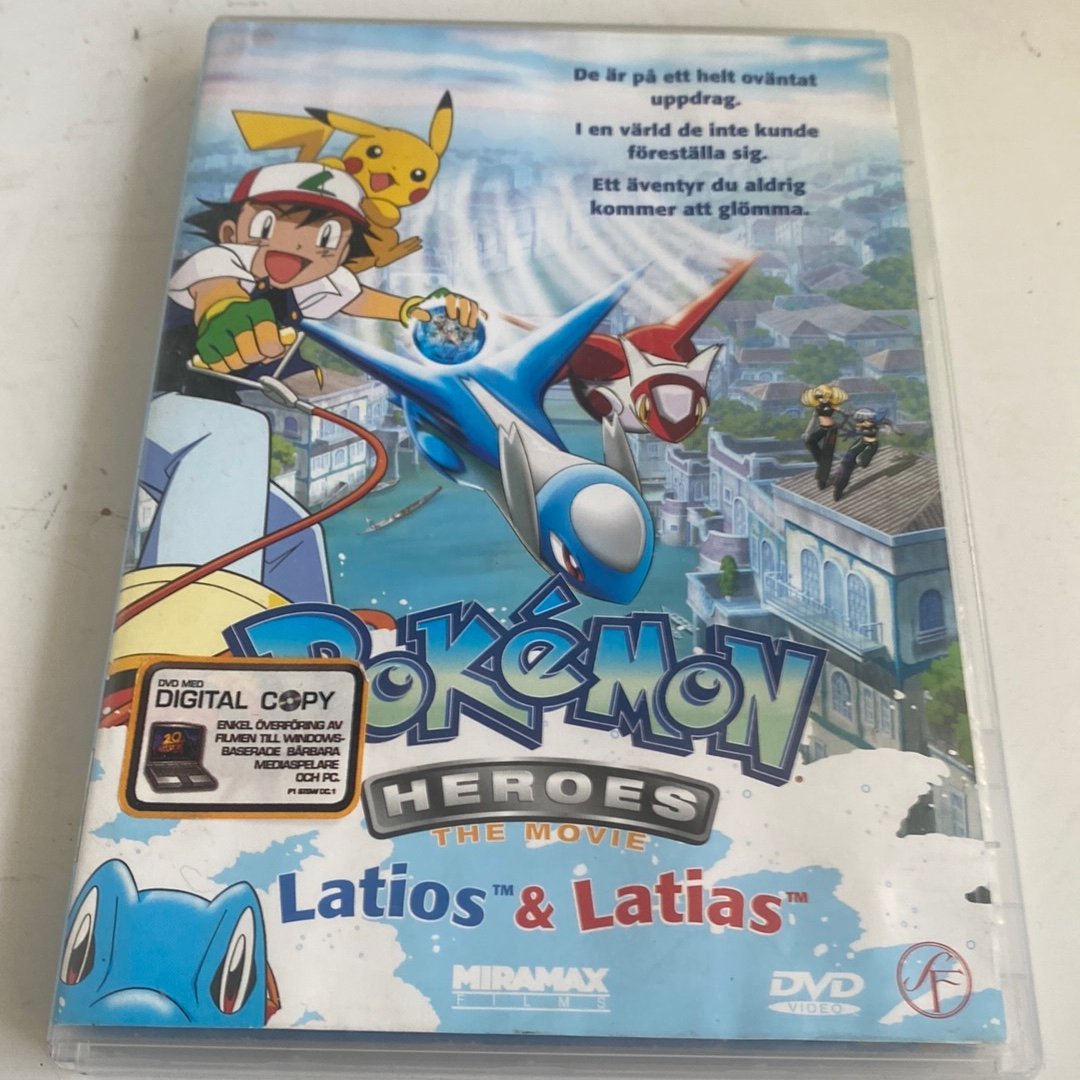 De är på ett helt oväntat
uppdrag.
I en värld de inte kunde
föreställa sig.
Ett äventyr du aldrig
kommer att glömma.
POKéMON
HEROES
THE MOVIE
Latios™ & Latias™
DVD MED
DIGITAL COPY
ENKEL ÖVERFÖRING AV
FILMEN TILL WINDOWS-
BASERADE BÄRBARA
MEDIASPELARE
OCH PC.
MIRAMAX
FILMS
DVD
VIDEO
SF